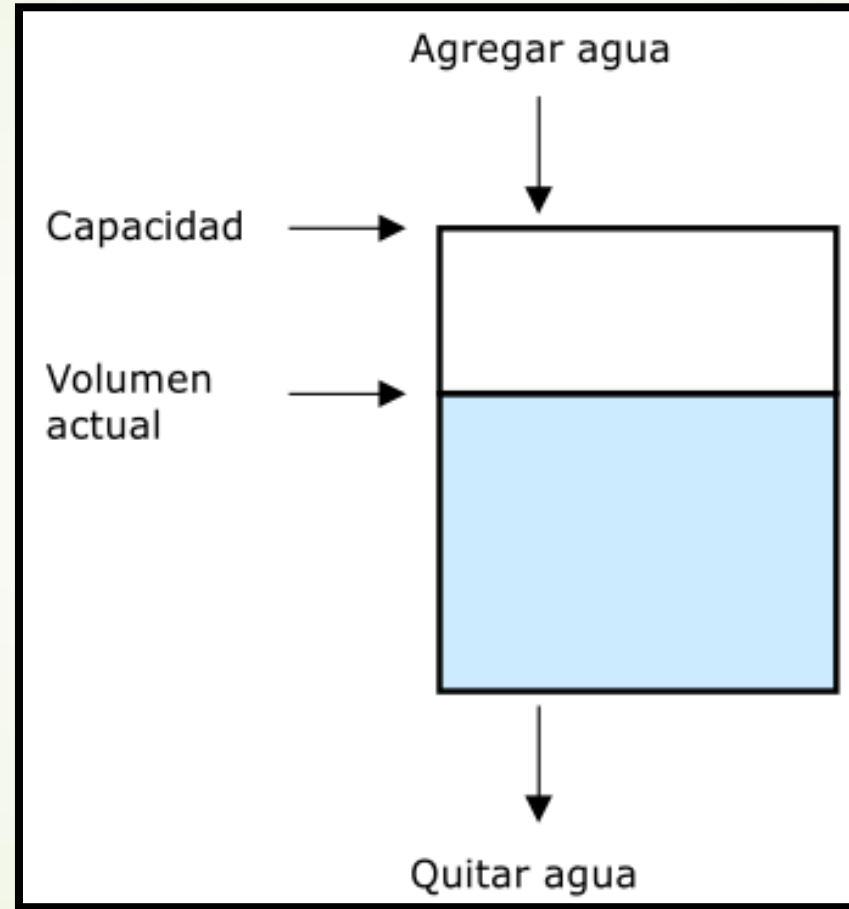 Agregar agua
Capacidad
Volumen
actual
Quitar agua